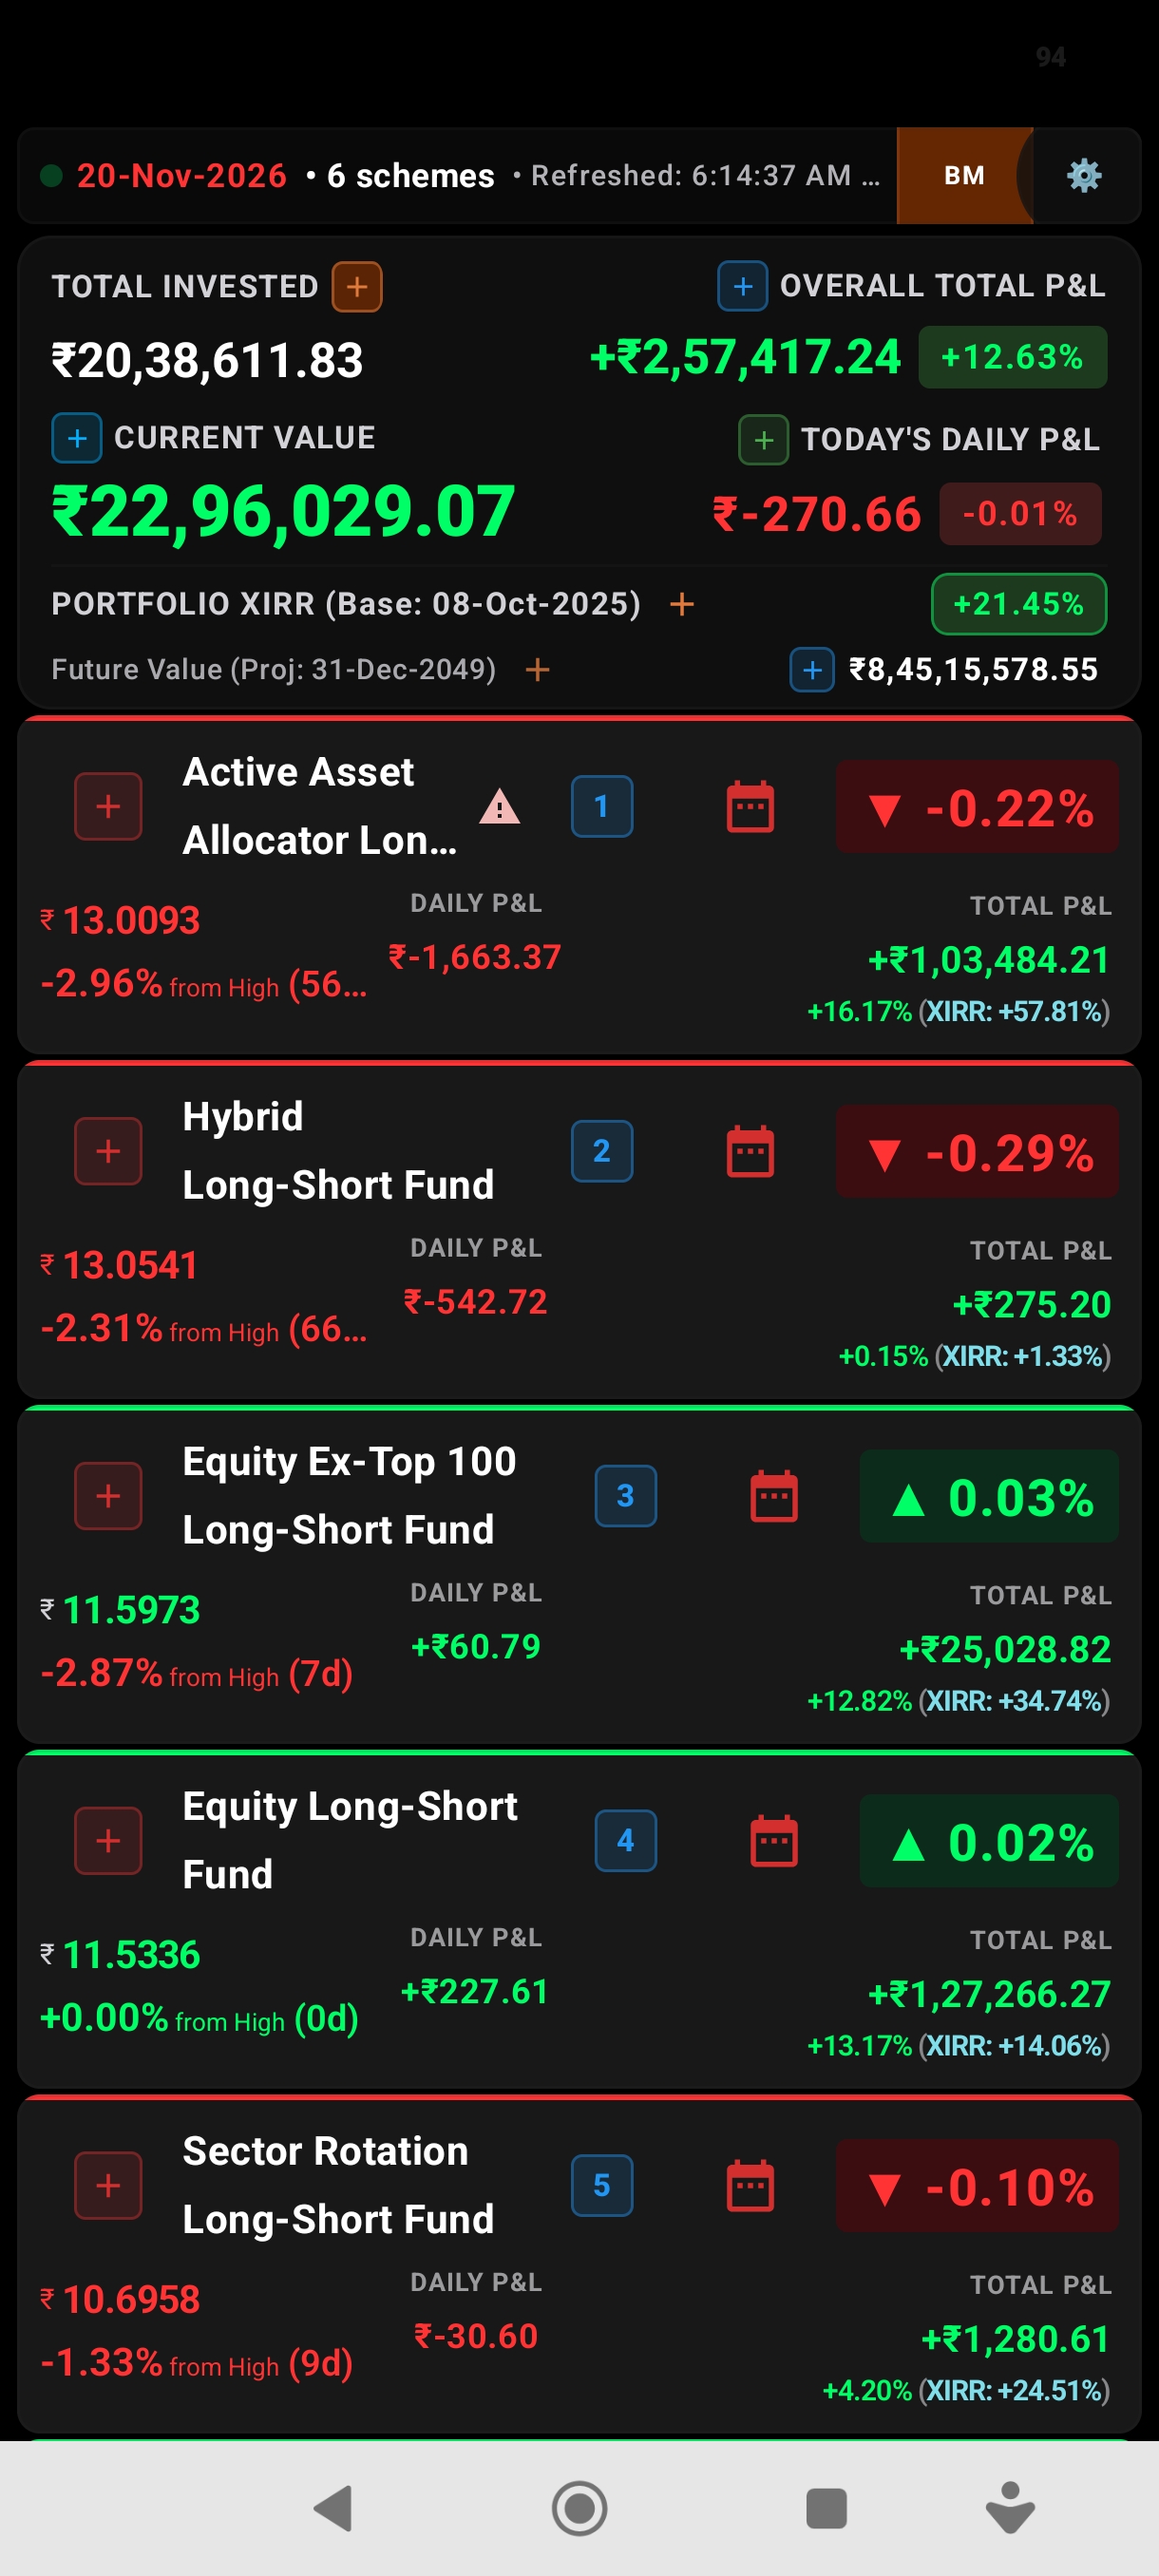 94
20-Nov-2026 • 6 schemes • Refreshed: 6:14:37 AM ... BM
TOTAL INVESTED + + OVERALL TOTAL P&L
₹20,38,611.83 +₹2,57,417.24 +12.63%
+ CURRENT VALUE + TODAY'S DAILY P&L
₹22,96,029.07 ₹-270.66 -0.01%
PORTFOLIO XIRR (Base: 08-Oct-2025) + +21.45%
Future Value (Proj: 31-Dec-2049) + + ₹8,45,15,578.55
+ Active Asset
Allocator Lon... 1 ▼ -0.22%
DAILY P&L TOTAL P&L
₹ 13.0093 ₹-1,663.37 +₹1,03,484.21
-2.96% from High (56... +16.17% (XIRR: +57.81%)
+ Hybrid
Long-Short Fund 2 ▼ -0.29%
DAILY P&L TOTAL P&L
₹ 13.0541 ₹-542.72 +₹275.20
-2.31% from High (66... +0.15% (XIRR: +1.33%)
+ Equity Ex-Top 100
Long-Short Fund 3 ▲ 0.03%
DAILY P&L TOTAL P&L
₹ 11.5973 +₹60.79 +₹25,028.82
-2.87% from High (7d) +12.82% (XIRR: +34.74%)
+ Equity Long-Short
Fund 4 ▲ 0.02%
DAILY P&L TOTAL P&L
₹ 11.5336 +₹227.61 +₹1,27,266.27
+0.00% from High (0d) +13.17% (XIRR: +14.06%)
+ Sector Rotation
Long-Short Fund 5 ▼ -0.10%
DAILY P&L TOTAL P&L
₹ 10.6958 ₹-30.60 +₹1,280.61
-1.33% from High (9d) +4.20% (XIRR: +24.51%)